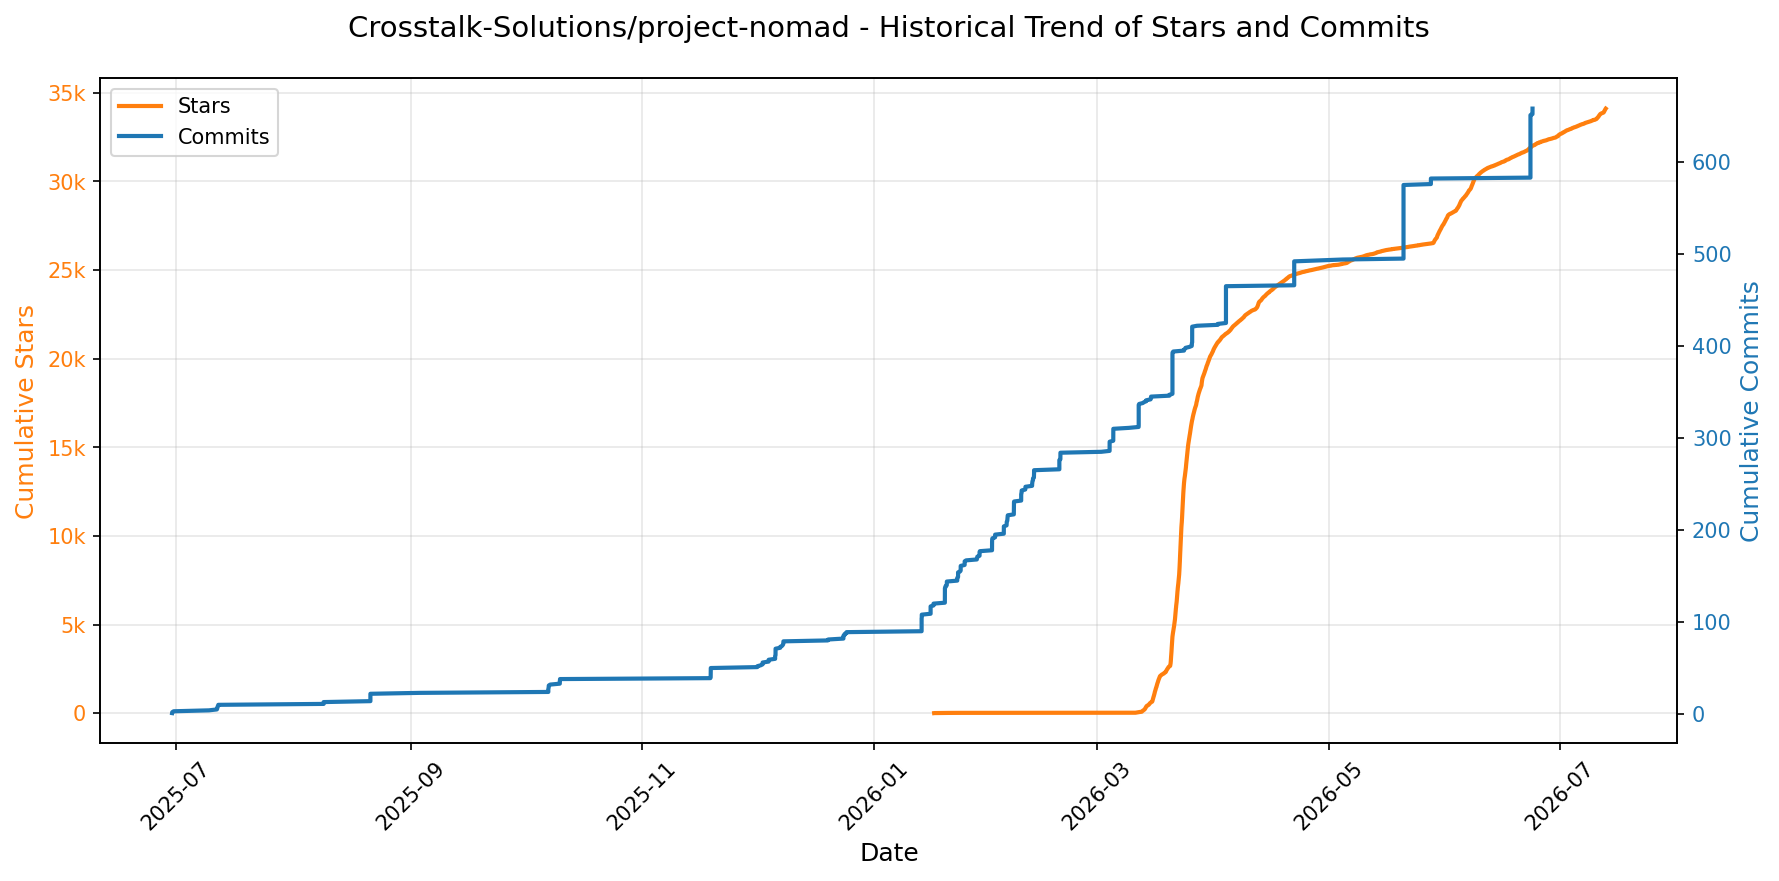 Crosstalk-Solutions/project-nomad - Historical Trend of Stars and Commits
Stars
Commits
35k
30k
25k
20k
15k
10k
5k
0
Cumulative Stars
600
500
400
300
200
100
0
Cumulative Commits
2025-07
2025-09
2025-11
2026-01
2026-03
2026-05
2026-07
Date